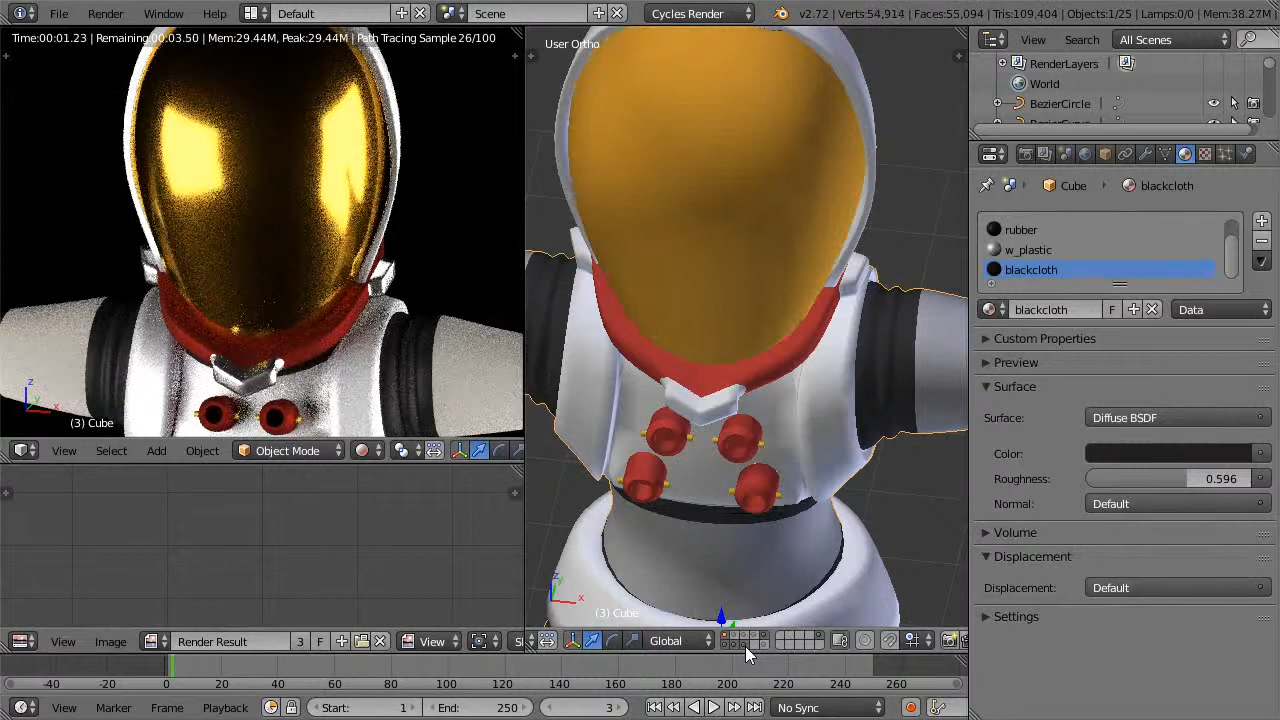 File Render Window Help Default Scene Cycles Render v2.72 | Verts:54,914 | Faces:55,094 | Tris:109,404 | Objects:1/25 | Lamps:0/0 | Mem:38.27M
Time:00:01.23 | Remaining:00:03.50 | Mem:29.44M, Peak:29.44M | Path Tracing Sample 26/100
User Ortho
View Search All Scenes
RenderLayers
World
BezierCircle
Cube blackcloth
rubber
w_plastic
blackcloth
blackcloth F Data
Custom Properties
Preview
Surface
Surface: Diffuse BSDF
Color:
Roughness: 0.596
Normal: Default
Volume
Displacement
Displacement: Default
Settings
z
y
x
(3) Cube
View Select Add Object Object Mode
z
y
x
(3) Cube
View Image Render Result 3 F View
Global
-40 -20 0 20 40 60 80 100 120 140 160 180 200 220 240 260
View Marker Frame Playback Start: 1 End: 250 3 No Sync